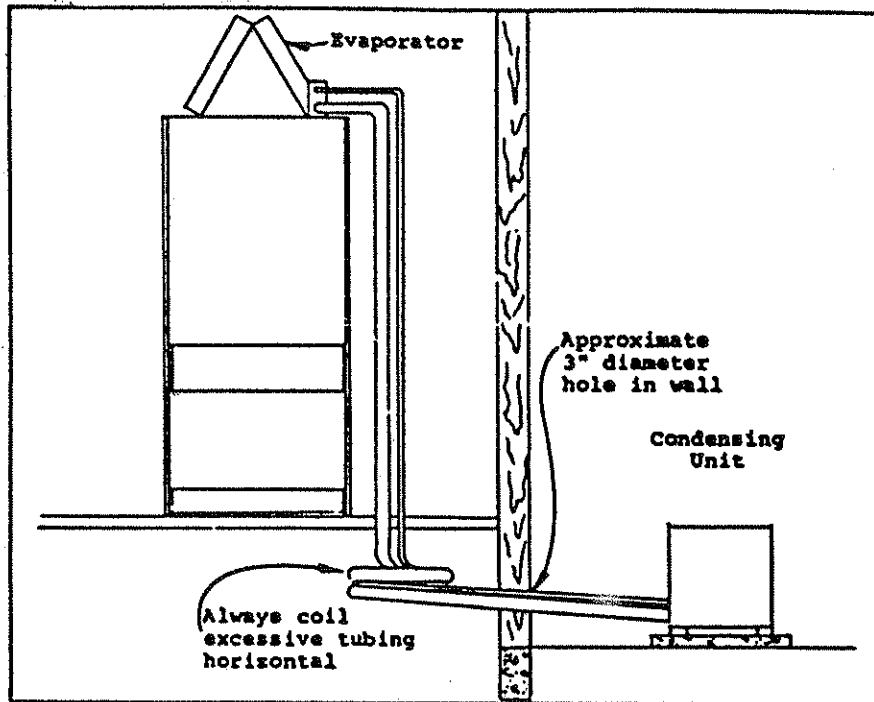 Evaporator
Approximate
3" diameter
hole in wall
Condensing
Unit
Always coil
excessive tubing
horizontal